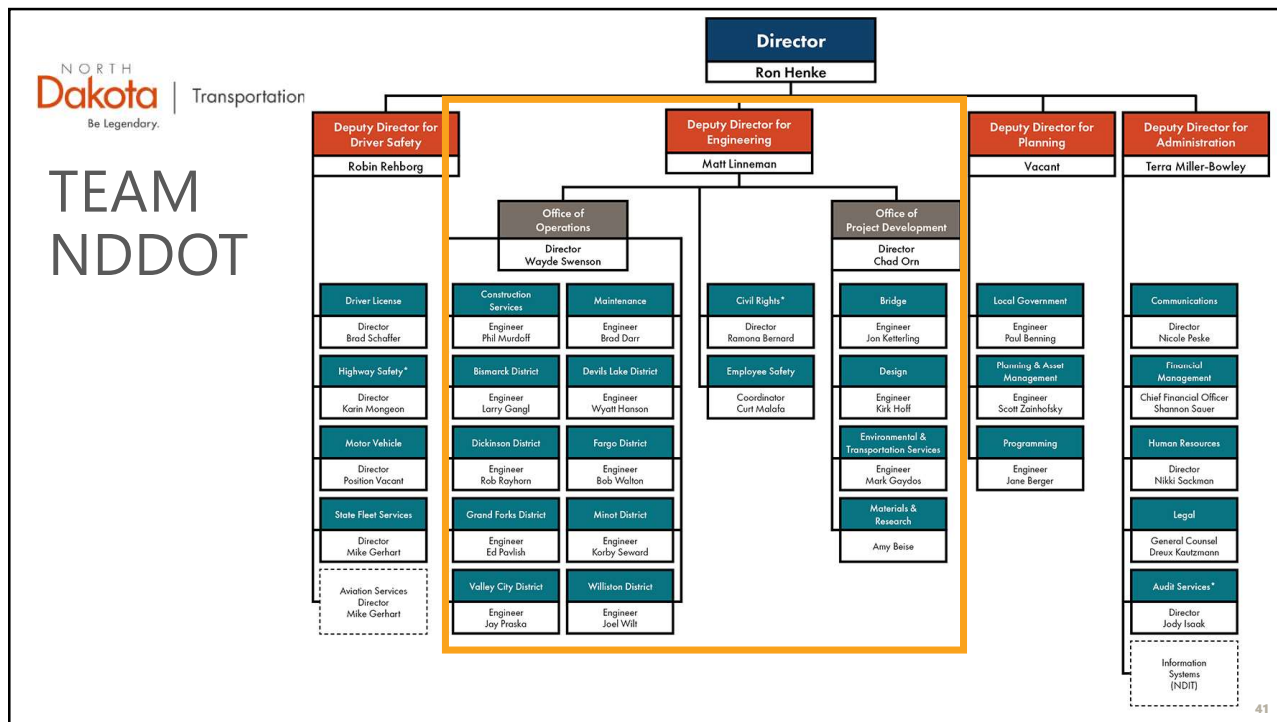 NORTH
Dakota
Be Legendary.
Transportation
TEAM
NDDOT
Director
Ron Henke
Deputy Director for
Driver Safety
Robin Rehborg
Deputy Director for
Engineering
Matt Linneman
Deputy Director for
Planning
Vacant
Deputy Director for
Administration
Terra Miller-Bowley
Office of
Operations
Director
Wayde Swenson
Office of
Project Development
Director
Chad Orn
Driver License
Director
Brad Schaffer
Highway Safety*
Director
Karin Mongeon
Motor Vehicle
Director
Position Vacant
State Fleet Services
Director
Mike Gerhart
Aviation Services
Director
Mike Gerhart
Construction
Services
Engineer
Phil Murdoff
Bismarck District
Engineer
Larry Gangl
Dickinson District
Engineer
Rob Rayhorn
Grand Forks District
Engineer
Ed Pavlish
Valley City District
Engineer
Jay Praska
Maintenance
Engineer
Brad Darr
Devils Lake District
Engineer
Wyatt Hanson
Fargo District
Engineer
Bob Walton
Minot District
Engineer
Korby Seward
Williston District
Engineer
Joel Wilt
Civil Rights*
Director
Ramona Bernard
Employee Safety
Coordinator
Curt Malafa
Bridge
Engineer
Jon Ketterling
Design
Engineer
Kirk Hoff
Environmental &
Transportation Services
Engineer
Mark Gaydos
Materials &
Research
Amy Beise
Local Government
Engineer
Paul Benning
Planning & Asset
Management
Engineer
Scott Zainhofsky
Programming
Engineer
Jane Berger
Communications
Director
Nicole Peske
Financial
Management
Chief Financial Officer
Shannon Sauer
Human Resources
Director
Nikki Sackman
Legal
General Counsel
Dreux Kautzmann
Audit Services*
Director
Jody Isaak
Information
Systems
(NDIT)
41